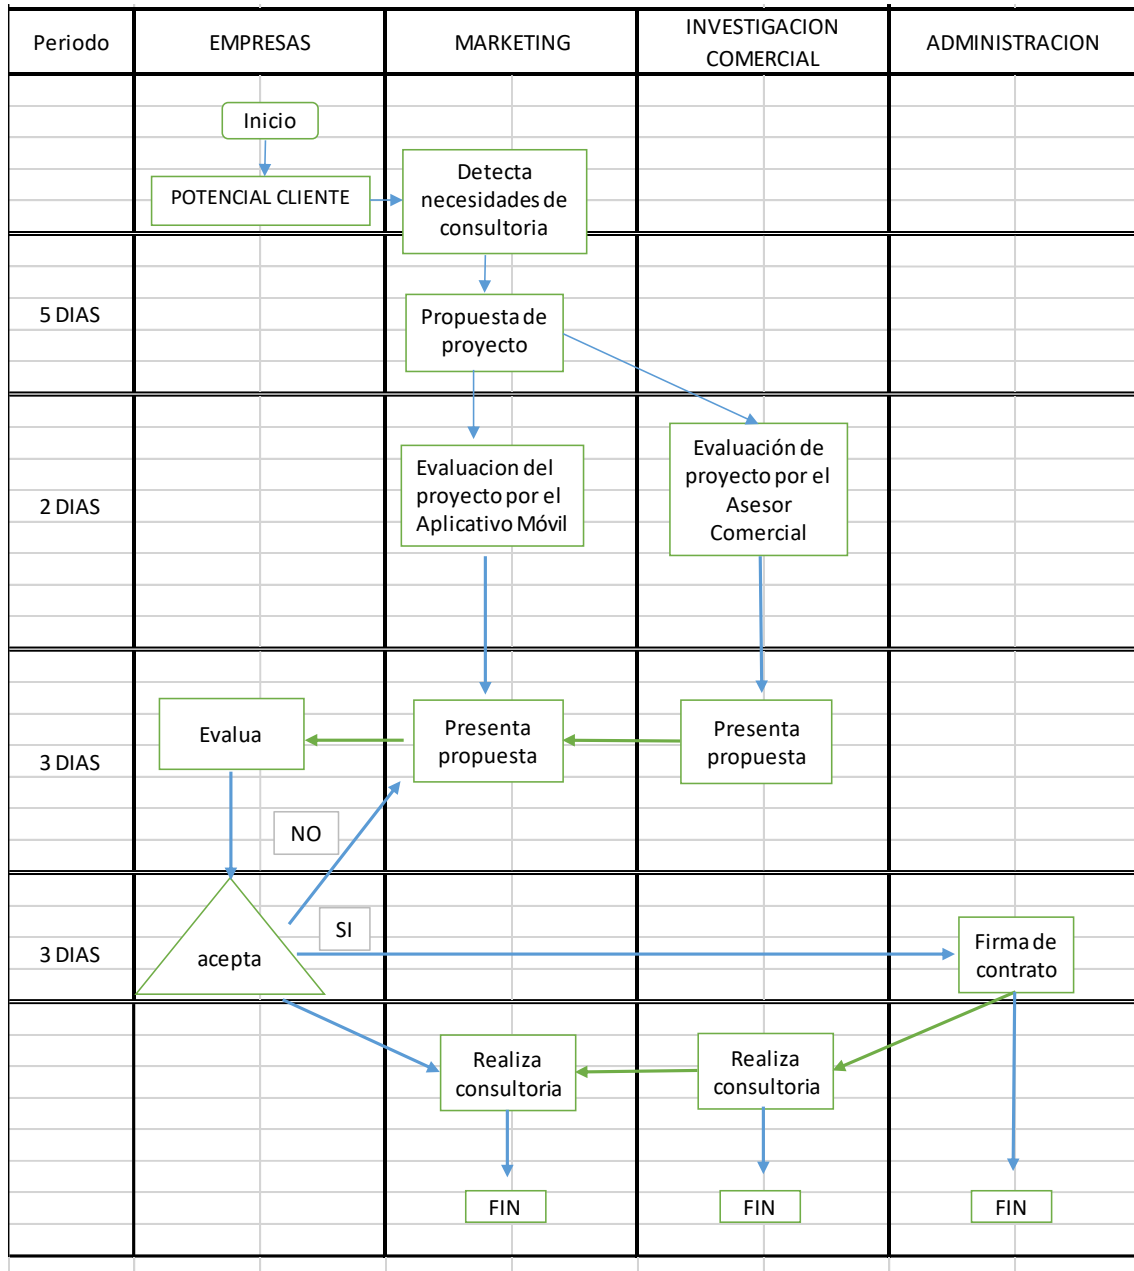 Periodo
EMPRESAS
MARKETING
INVESTIGACION
COMERCIAL
ADMINISTRACION
Inicio
POTENCIAL CLIENTE
Detecta
necesidades de
consultoria
5 DIAS
Propuesta de
proyecto
2 DIAS
Evaluacion del
proyecto por el
Aplicativo Móvil
Evaluación de
proyecto por el
Asesor
Comercial
3 DIAS
Evalua
Presenta
propuesta
Presenta
propuesta
NO
3 DIAS
acepta
SI
Firma de
contrato
Realiza
consultoria
Realiza
consultoria
FIN
FIN
FIN